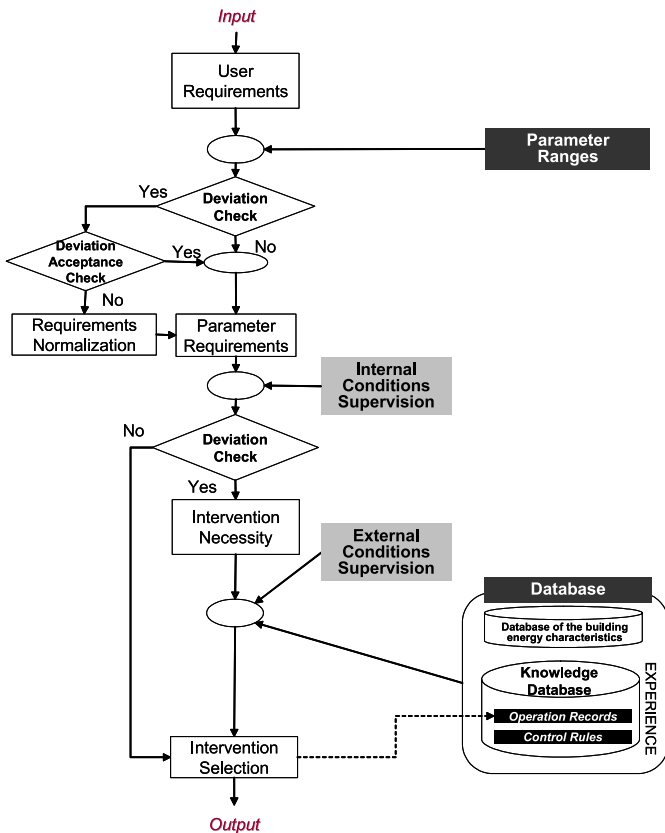 Input
User
Requirements
Parameter
Ranges
Yes
Deviation
Check
Deviation
Acceptance
Check
Yes
No
No
Requirements
Normalization
Parameter
Requirements
Internal
Conditions
Supervision
No
Deviation
Check
Yes
Intervention
Necessity
External
Conditions
Supervision
Database
Database of the building
energy characteristics
Knowledge
Database
Operation Records
Control Rules
EXPERIENCE
Intervention
Selection
Output